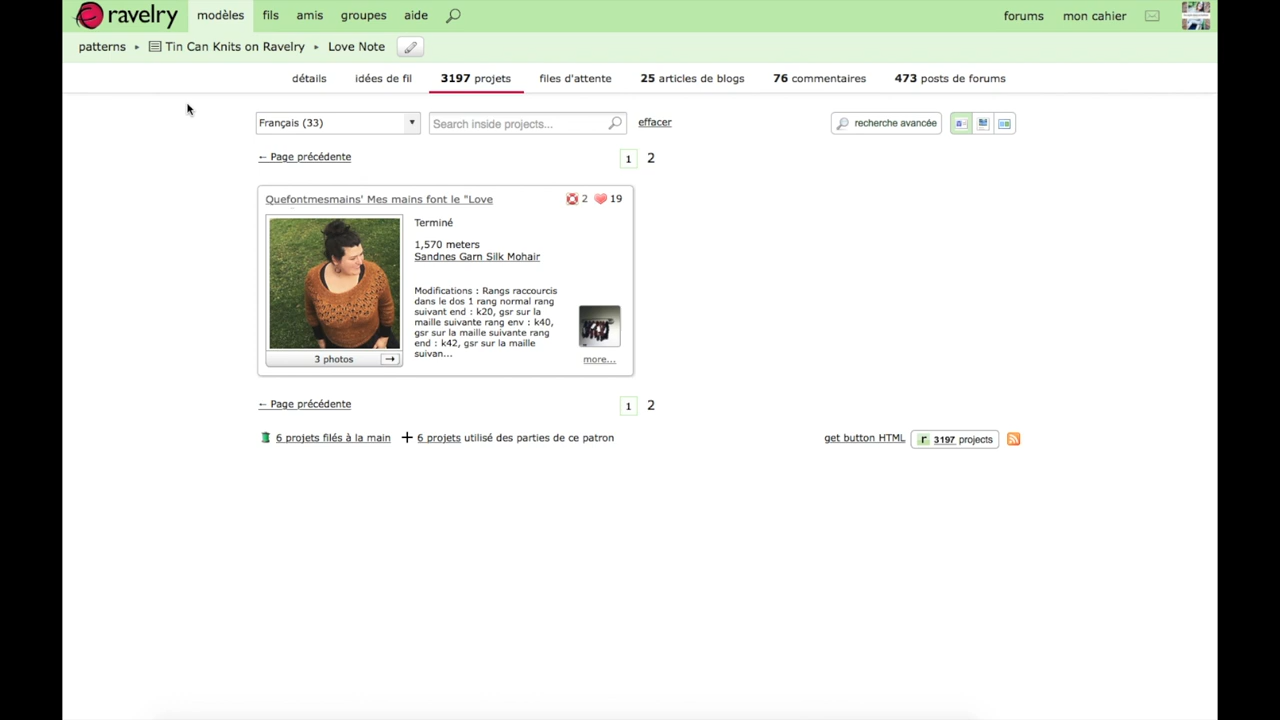 ravelry modèles fils amis groupes aide forums mon cahier
patterns ▸ Tin Can Knits on Ravelry ▸ Love Note
détails idées de fil 3197 projets files d'attente 25 articles de blogs 76 commentaires 473 posts de forums
Français (33) Search inside projects... effacer recherche avancée
← Page précédente 1 2
Quefontmesmains' Mes mains font le "Love 2 19
Terminé
1,570 meters
Sandnes Garn Silk Mohair
Modifications : Rangs raccourcis
dans le dos 1 rang normal rang
suivant end : k20, gsr sur la
maille suivante rang env : k40,
gsr sur la maille suivante rang
end : k42, gsr sur la maille
suivan...
3 photos → more...
← Page précédente 1 2
6 projets filés à la main + 6 projets utilisé des parties de ce patron get button HTML r 3197 projects